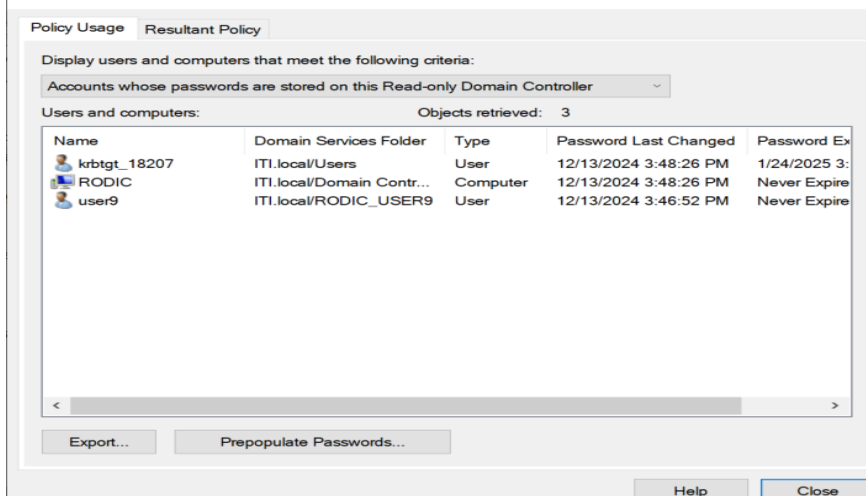 Policy Usage Resultant Policy
Display users and computers that meet the following criteria:
Accounts whose passwords are stored on this Read-only Domain Controller
Users and computers: Objects retrieved: 3
Name Domain Services Folder Type Password Last Changed Password Ex
krbtgt_18207 ITI.local/Users User 12/13/2024 3:48:26 PM 1/24/2025 3:
RODIC ITI.local/Domain Contr... Computer 12/13/2024 3:48:26 PM Never Expire
user9 ITI.local/RODIC_USER9 User 12/13/2024 3:46:52 PM Never Expire
Export... Prepopulate Passwords...
Help Close